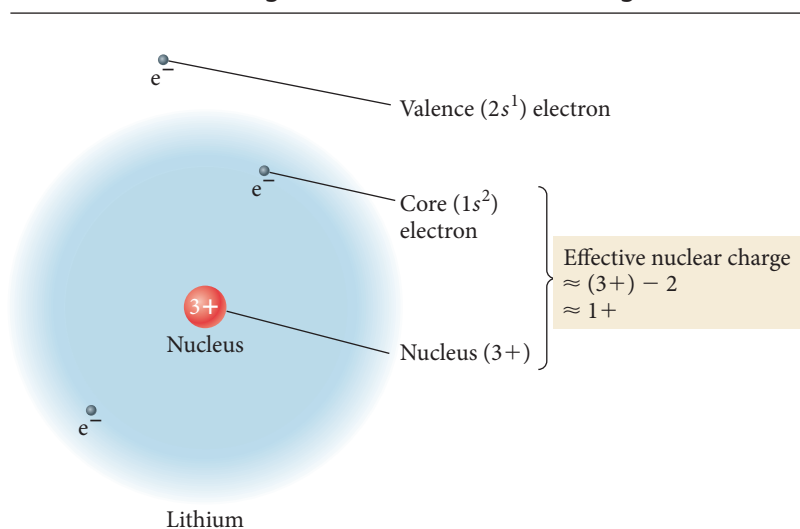 e⁻
Valence (2s¹) electron
e⁻
Core (1s²)
electron
Effective nuclear charge
≈ (3+) − 2
≈ 1+
3+
Nucleus
Nucleus (3+)
e⁻
Lithium